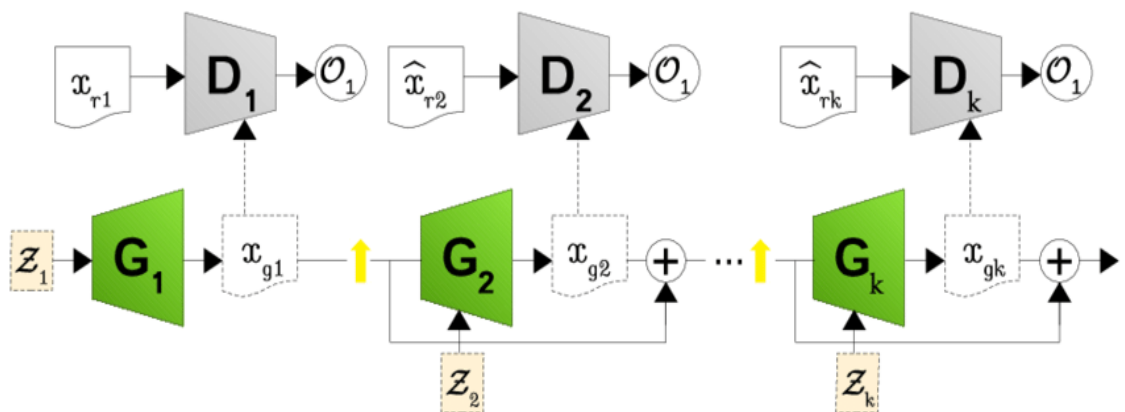 x_r1 D_1 𝒪_1 x̂_r2 D_2 𝒪_1 x̂_rk D_k 𝒪_1
𝒵_1 G_1 x_g1 G_2 x_g2 + ... G_k x_gk +
𝒵_2 𝒵_k